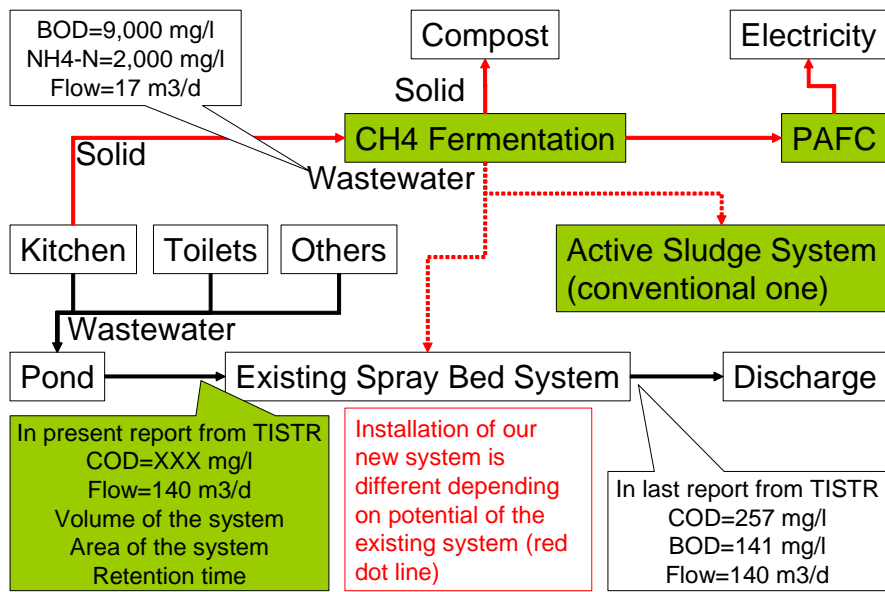 BOD=9,000 mg/l
NH4-N=2,000 mg/l
Flow=17 m3/d
Compost
Electricity
Solid
CH4 Fermentation
PAFC
Solid
Wastewater
Kitchen
Toilets
Others
Active Sludge System
(conventional one)
Wastewater
Pond
Existing Spray Bed System
Discharge
In present report from TISTR
COD=XXX mg/l
Flow=140 m3/d
Volume of the system
Area of the system
Retention time
Installation of our
new system is
different depending
on potential of the
existing system (red
dot line)
In last report from TISTR
COD=257 mg/l
BOD=141 mg/l
Flow=140 m3/d